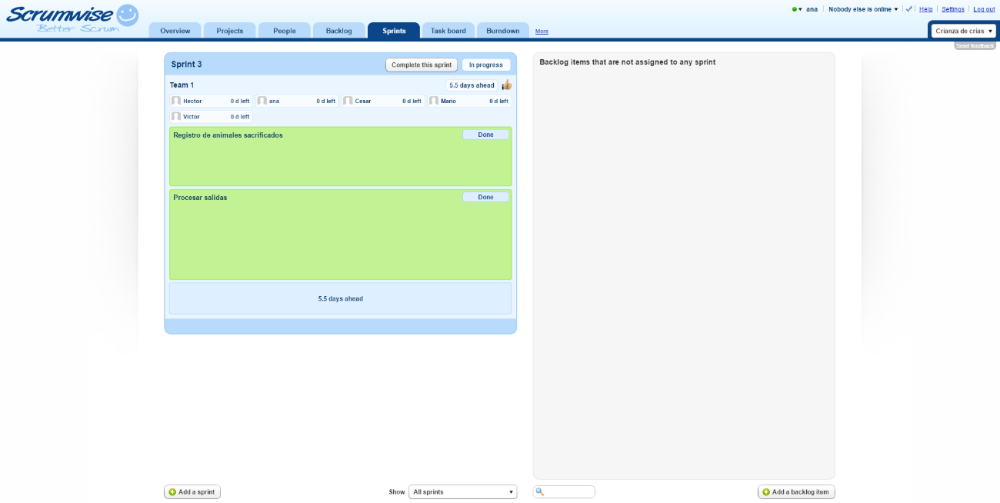 Scrumwise
Better Scrum
Overview Projects People Backlog Sprints Task board Burndown More
ana Nobody else is online Help Settings Log out
Crianza de crías
Send feedback
Sprint 3 Complete this sprint In progress
Team 1 5.5 days ahead
Hector 0 d left ana 0 d left Cesar 0 d left Mario 0 d left
Victor 0 d left
Registro de animales sacrificados Done
Procesar salidas Done
5.5 days ahead
Backlog items that are not assigned to any sprint
Add a sprint Show All sprints Add a backlog item